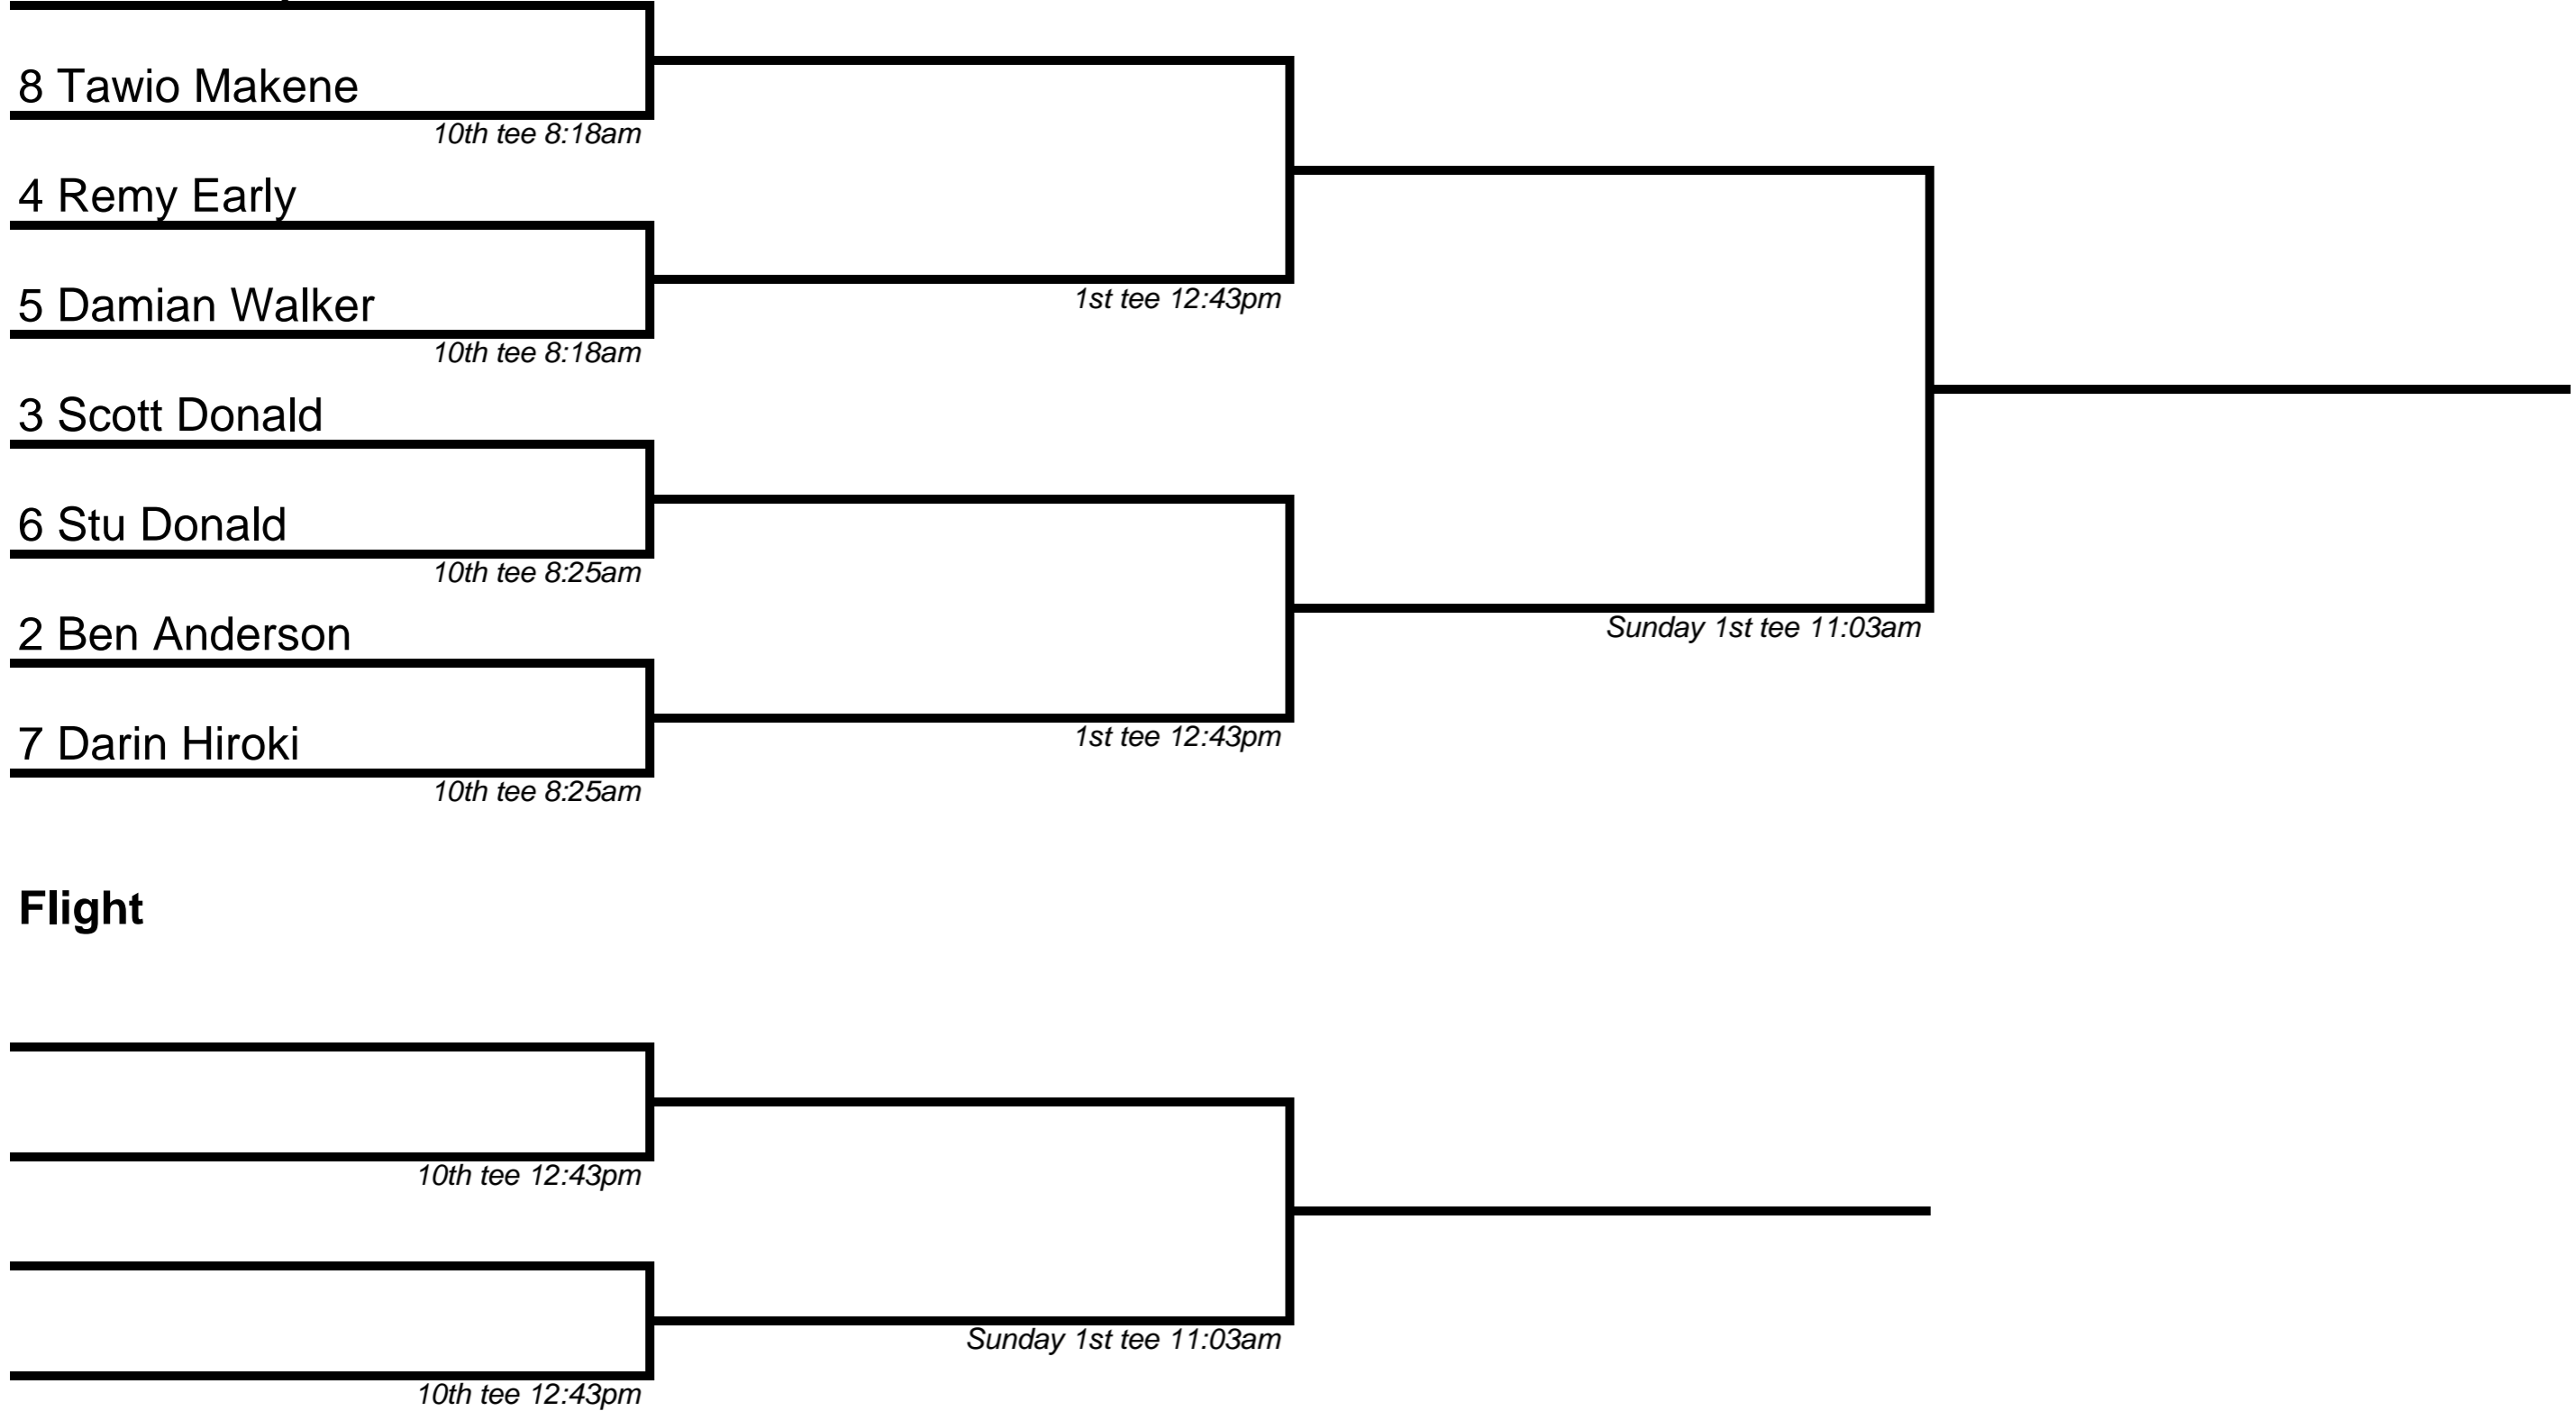 8 Tawio Makene
10th tee 8:18am
4 Remy Early
5 Damian Walker
1st tee 12:43pm
10th tee 8:18am
3 Scott Donald
6 Stu Donald
10th tee 8:25am
2 Ben Anderson
Sunday 1st tee 11:03am
7 Darin Hiroki
1st tee 12:43pm
10th tee 8:25am
Flight
10th tee 12:43pm
Sunday 1st tee 11:03am
10th tee 12:43pm